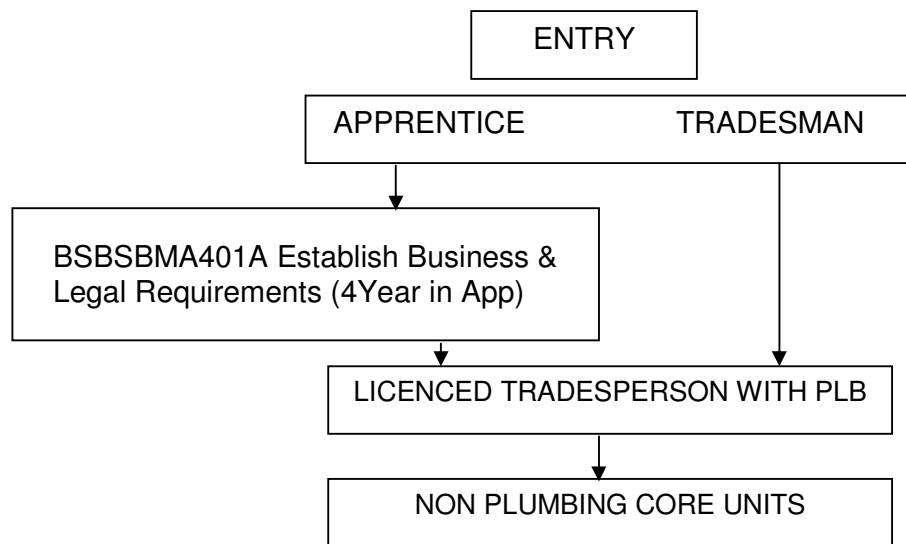 ENTRY
APPRENTICE TRADESMAN
BSBSBMA401A Establish Business &
Legal Requirements (4Year in App)
LICENCED TRADESPERSON WITH PLB
NON PLUMBING CORE UNITS